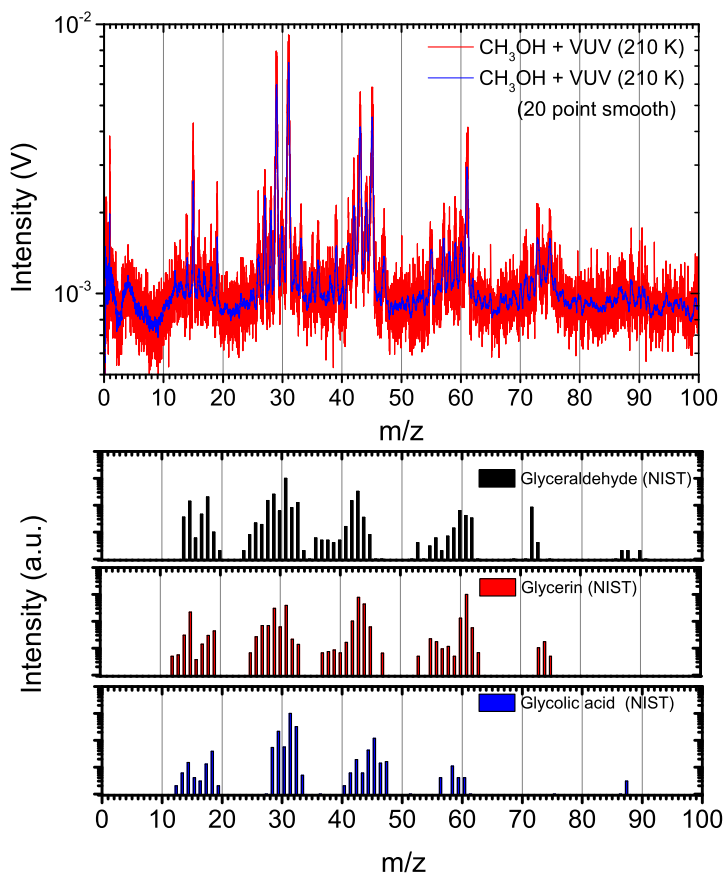 10⁻²
CH₃OH + VUV (210 K)
CH₃OH + VUV (210 K)
(20 point smooth)
Intensity (V)
10⁻³
0 10 20 30 40 50 60 70 80 90 100
m/z
Glyceraldehyde (NIST)
Intensity (a.u.)
Glycerin (NIST)
Glycolic acid (NIST)
0 10 20 30 40 50 60 70 80 90 100
m/z